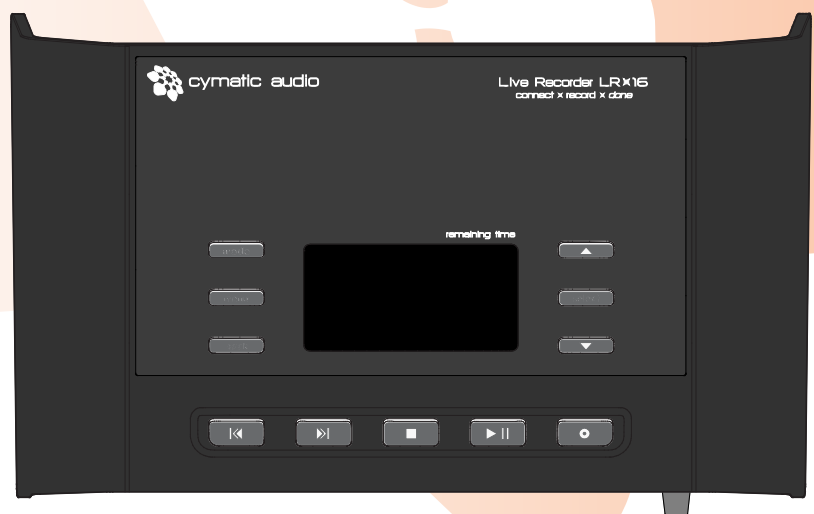 cymatic audio
Live Recorder LR×16
connect × record × done
remaining time